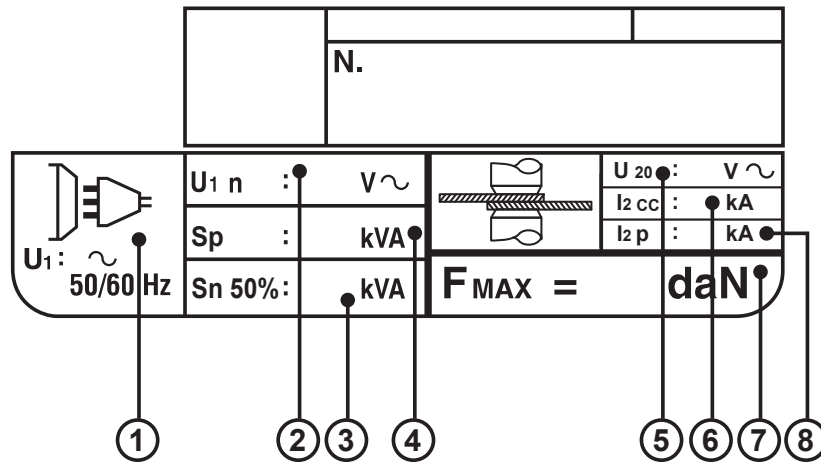 N.
U1 n : V~
Sp : kVA
Sn 50%: kVA
U1: ~
50/60 Hz
U 20 : V~
I2 CC : kA
I2 p : kA
FMAX = daN
1 2 3 4 5 6 7 8